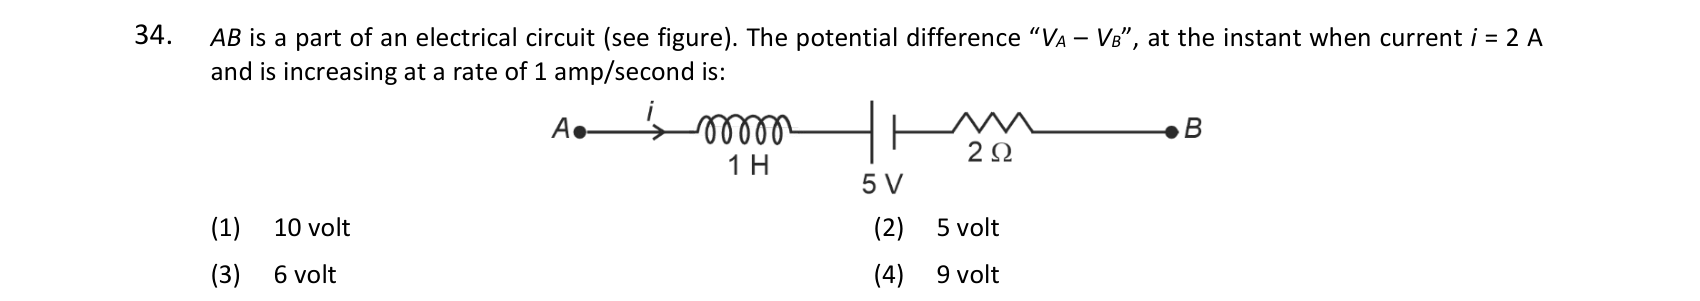 34. AB is a part of an electrical circuit (see figure). The potential difference “VA – VB”, at the instant when current i = 2 A
and is increasing at a rate of 1 amp/second is:
A i B
1 H 5 V 2 Ω
(1) 10 volt (2) 5 volt
(3) 6 volt (4) 9 volt